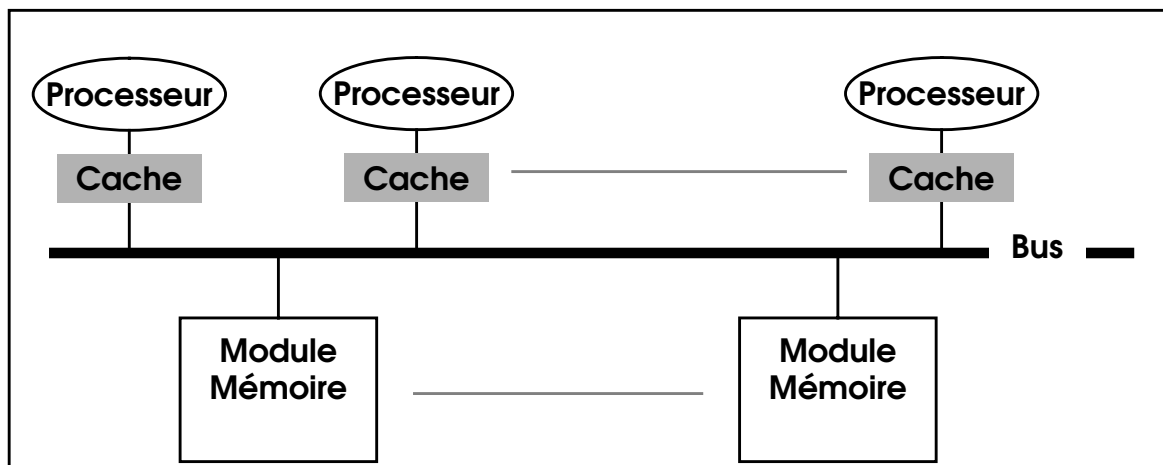 Processeur
Processeur
Processeur
Cache
Cache
Cache
Bus
Module
Mémoire
Module
Mémoire